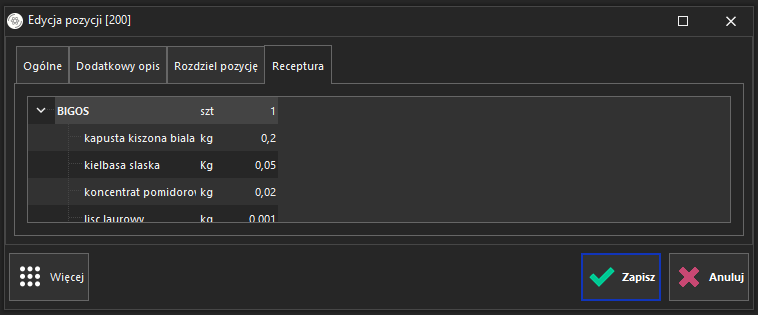 Edycja pozycji [200]
Ogólne Dodatkowy opis Rozdziel pozycję Receptura
BIGOS szt 1
kapusta kiszona biala kg 0,2
kielbasa slaska Kg 0,05
koncentrat pomidorow kg 0,02
lisc laurowy kg 0,001
Więcej Zapisz Anuluj